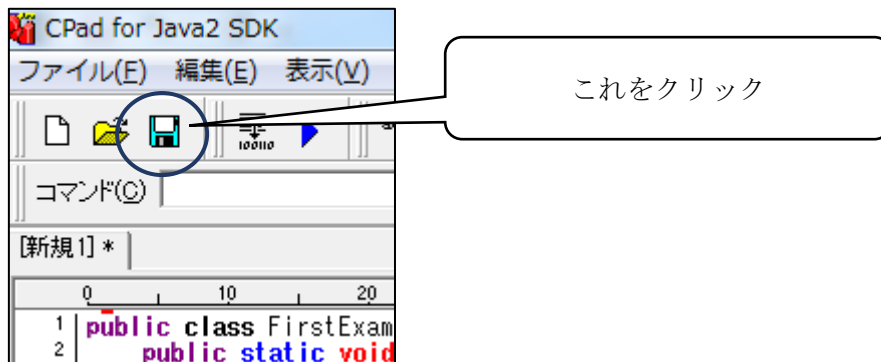 CPad for Java2 SDK
ファイル(F) 編集(E) 表示(V)
これをクリック
コマンド(C)
[新規1] *
0 10 20
1 public class FirstExam
2 public static void